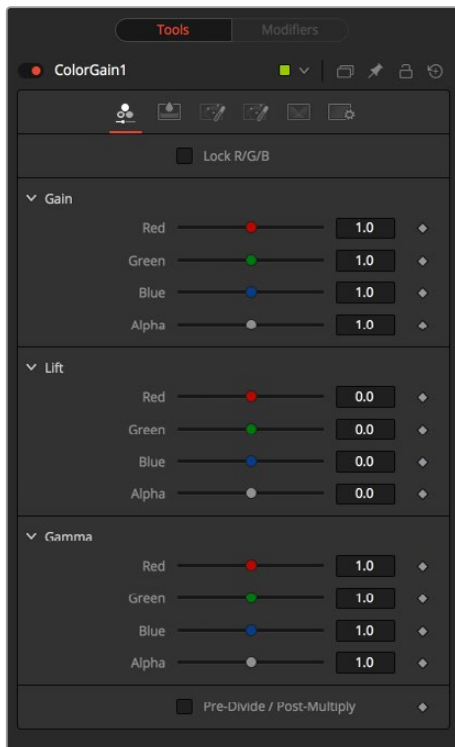 Tools Modifiers
ColorGain1
Lock R/G/B
Gain
Red 1.0
Green 1.0
Blue 1.0
Alpha 1.0
Lift
Red 0.0
Green 0.0
Blue 0.0
Alpha 0.0
Gamma
Red 1.0
Green 1.0
Blue 1.0
Alpha 1.0
Pre-Divide / Post-Multiply